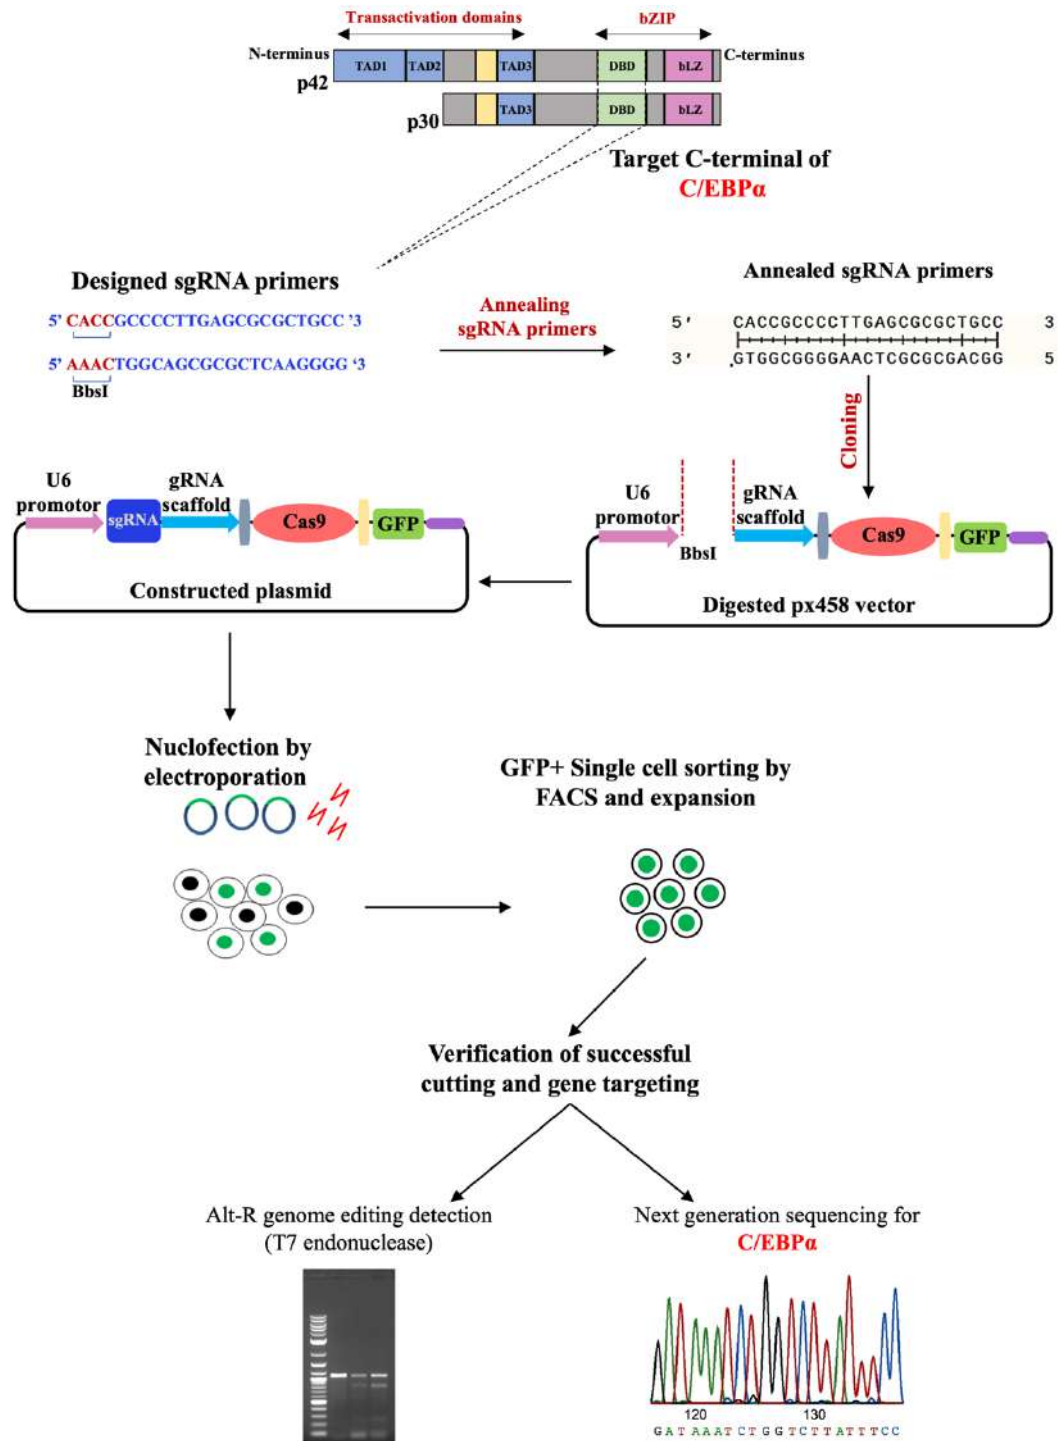 Transactivation domains
bZIP
N-terminus
C-terminus
TAD1
TAD2
TAD3
DBD
bLZ
p42
TAD3
DBD
bLZ
p30
Target C-terminal of
C/EBPα
Designed sgRNA primers
5' CACCGCCCCTTGAGCGCGCTGCC '3
5' AAACTGGCAGCGCGCTCAAGGGG '3
BbsI
Annealing
sgRNA primers
Annealed sgRNA primers
5 ' CACCGCCCCTTGAGCGCGCTGCC 3
3 ' GTGGCGGGGAACTCGCGCGACGG 5
Cloning
U6
promotor
gRNA
scaffold
sgRNA
Cas9
GFP
Constructed plasmid
U6
promotor
BbsI
gRNA
scaffold
Cas9
GFP
Digested px458 vector
Nuclofection by
electroporation
GFP+ Single cell sorting by
FACS and expansion
Verification of successful
cutting and gene targeting
Alt-R genome editing detection
(T7 endonuclease)
Next generation sequencing for
C/EBPα
120 130
G A T A A A T C T G G T C T T A T T T C C